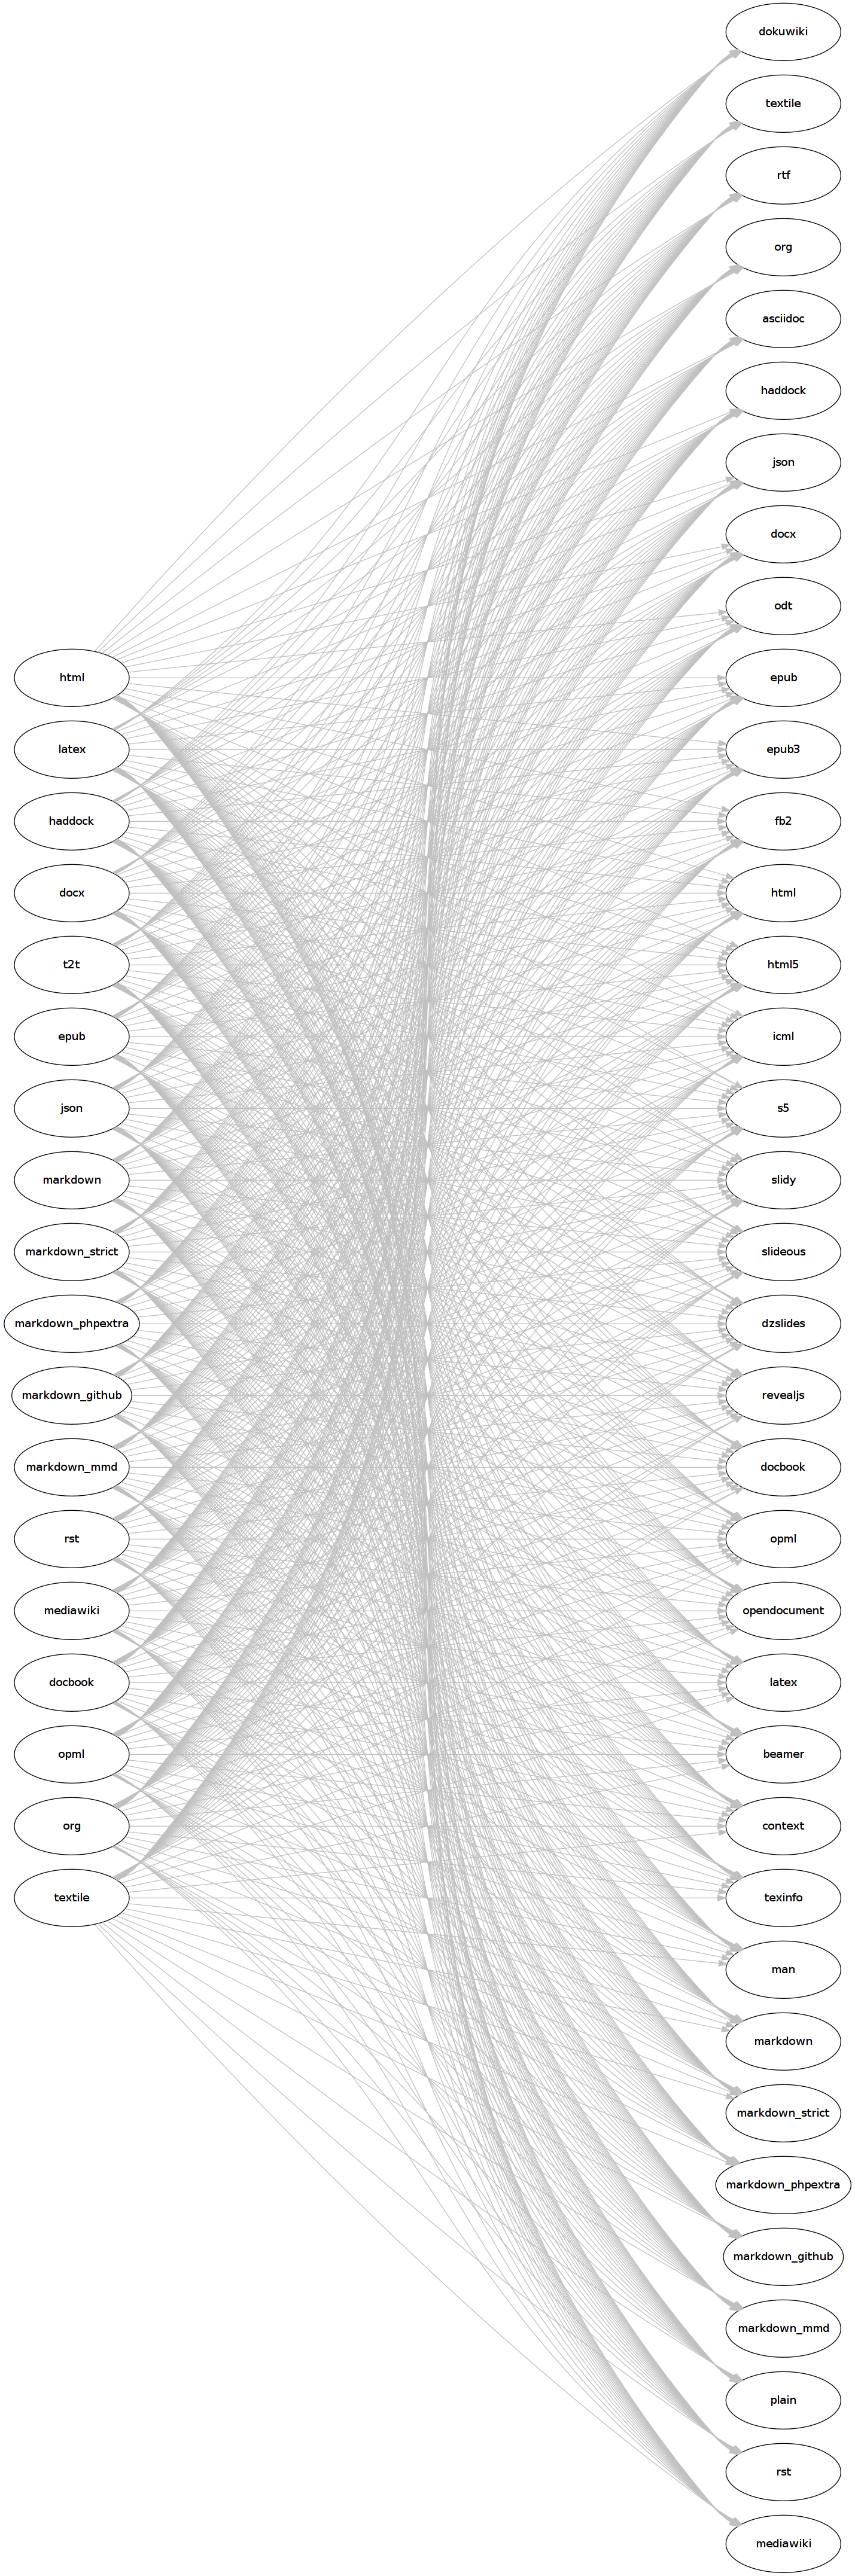 html
latex
haddock
docx
t2t
epub
json
markdown
markdown_strict
markdown_phpextra
markdown_github
markdown_mmd
rst
mediawiki
docbook
opml
org
textile
dokuwiki
textile
rtf
org
asciidoc
haddock
json
docx
odt
epub
epub3
fb2
html
html5
icml
s5
slidy
slideous
dzslides
revealjs
docbook
opml
opendocument
latex
beamer
context
texinfo
man
markdown
markdown_strict
markdown_phpextra
markdown_github
markdown_mmd
plain
rst
mediawiki